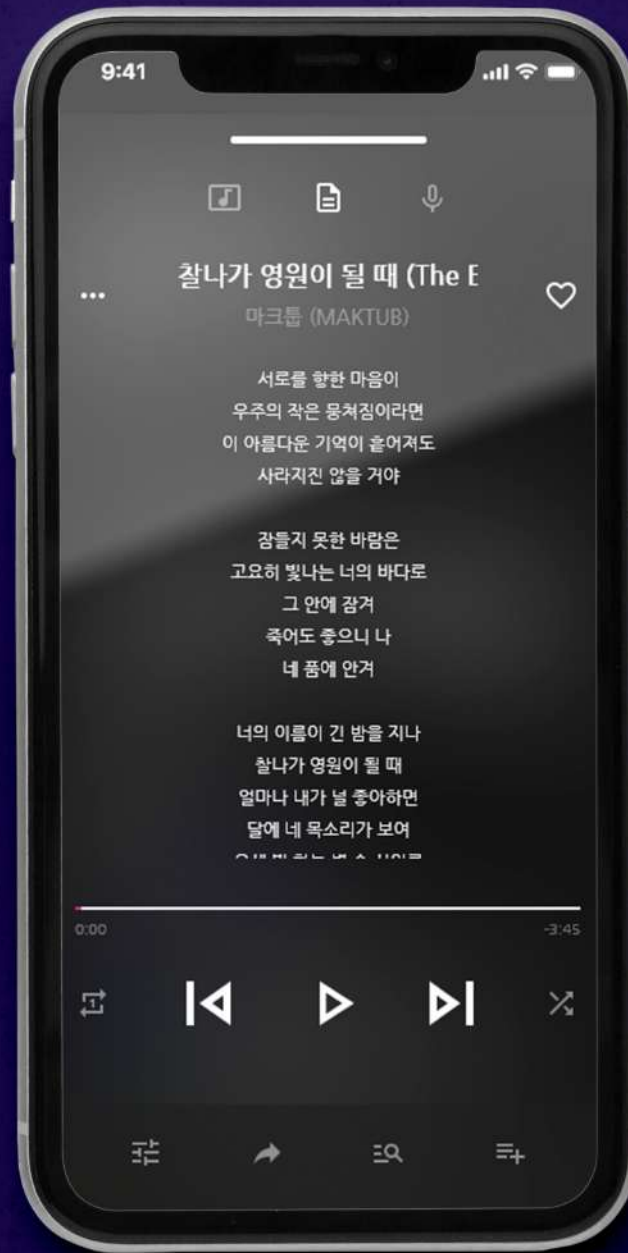 9:41
찰나가 영원이 될 때 (The E
마크툽 (MAKTUB)
서로를 향한 마음이
우주의 작은 뭉쳐짐이라면
이 아름다운 기억이 흩어져도
사라지진 않을 거야
잠들지 못한 바람은
고요히 빛나는 너의 바다로
그 안에 잠겨
죽어도 좋으니 나
네 품에 안겨
너의 이름이 긴 밤을 지나
찰나가 영원이 될 때
얼마나 내가 널 좋아하면
달에 네 목소리가 보여
0:00
-3:45
1